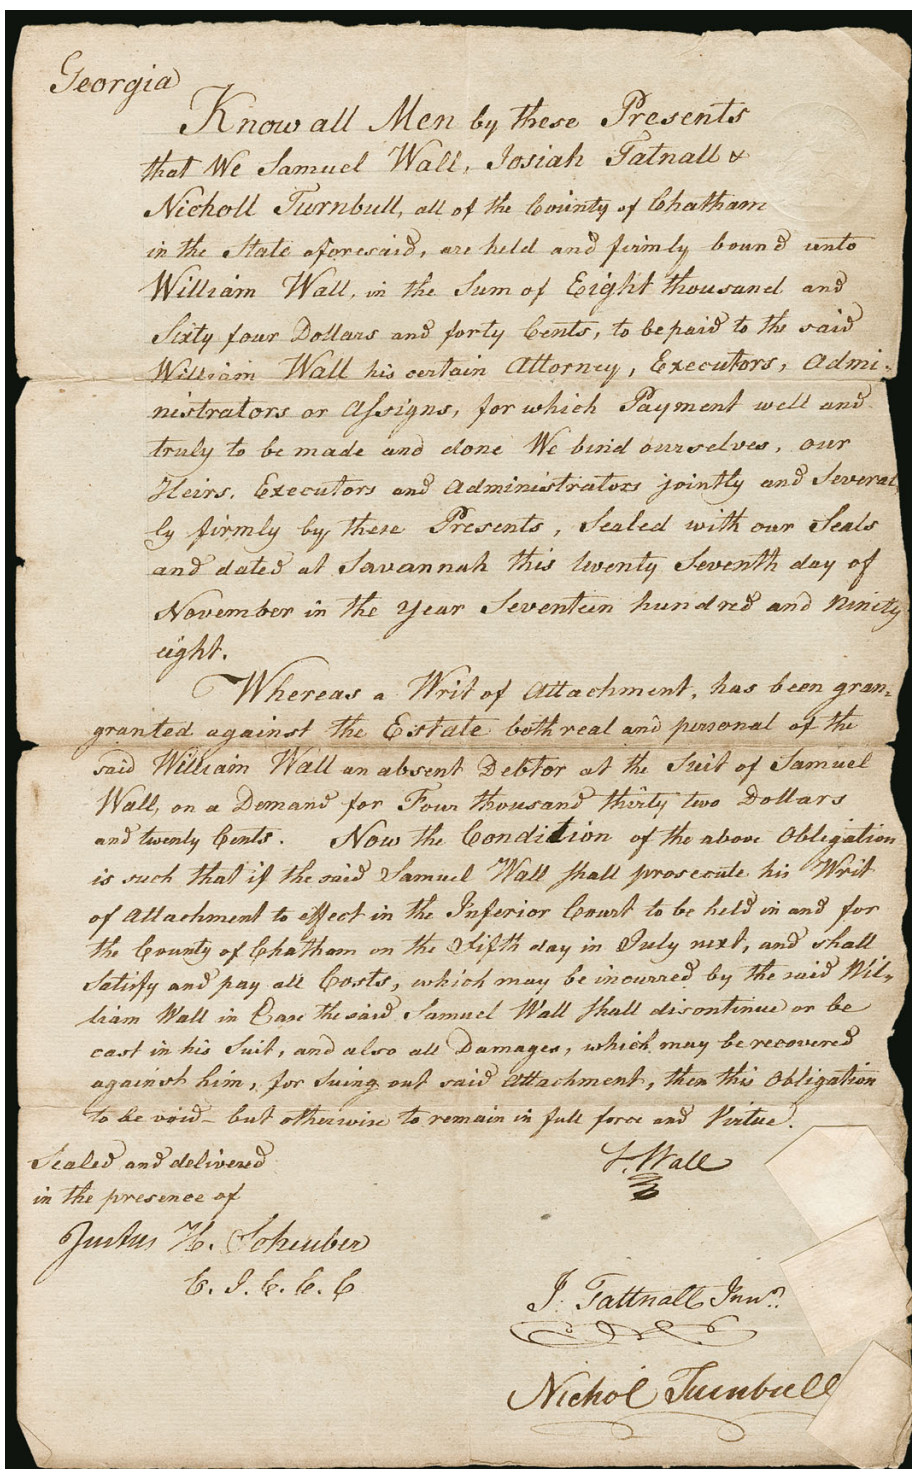 Georgia
Know all Men by these Presents
that We Samuel Wall, Josiah Tatnall &
Nicholl Turnbull, all of the County of Chatham
in the State aforesaid, are held and firmly bound unto
William Wall, in the Sum of Eight thousand and
Sixty four Dollars and forty Cents, to be paid to the said
William Wall his certain Attorney, Executors, Admi-
nistrators or Assigns, for which Payment well and
truly to be made and done We bind ourselves, our
Heirs, Executors and Administrators jointly and Several
ly firmly by these Presents, Sealed with our Seals
and dated at Savannah this twenty Seventh day of
November in the Year Seventeen hundred and Ninety
eight.
Whereas a Writ of Attachment, has been gran-
granted against the Estate both real and personal of the
said William Wall an absent Debtor at the Suit of Samuel
Wall, on a Demand for Four thousand thirty two Dollars
and twenty Cents. Now the Condition of the above Obligation
is such that if the said Samuel Wall shall prosecute his Writ
of Attachment to effect in the Inferior Court to be held in and for
the County of Chatham on the Fifth day in July next, and shall
Satisfy and pay all Costs, which may be incurred by the said Wil-
liam Wall in Case the said Samuel Wall shall discontinue or be
cast in his Suit, and also all Damages, which may be recovered
against him, for Suing out said Attachment, then this Obligation
to be void - but otherwise to remain in full force and Virtue.
Sealed and delivered
in the presence of
Justus H. Scheuber
C. I. C. C. C
S. Wall
J. Tattnall Junr.
Nichol Turnbull